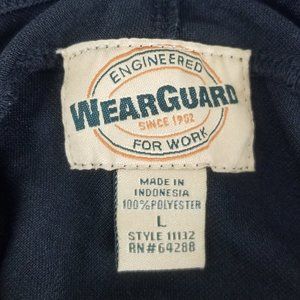 ENGINEERED
WEARGUARD
SINCE 1952
FOR WORK
MADE IN
INDONESIA
100% POLYESTER
L
STYLE 11132
RN#64288